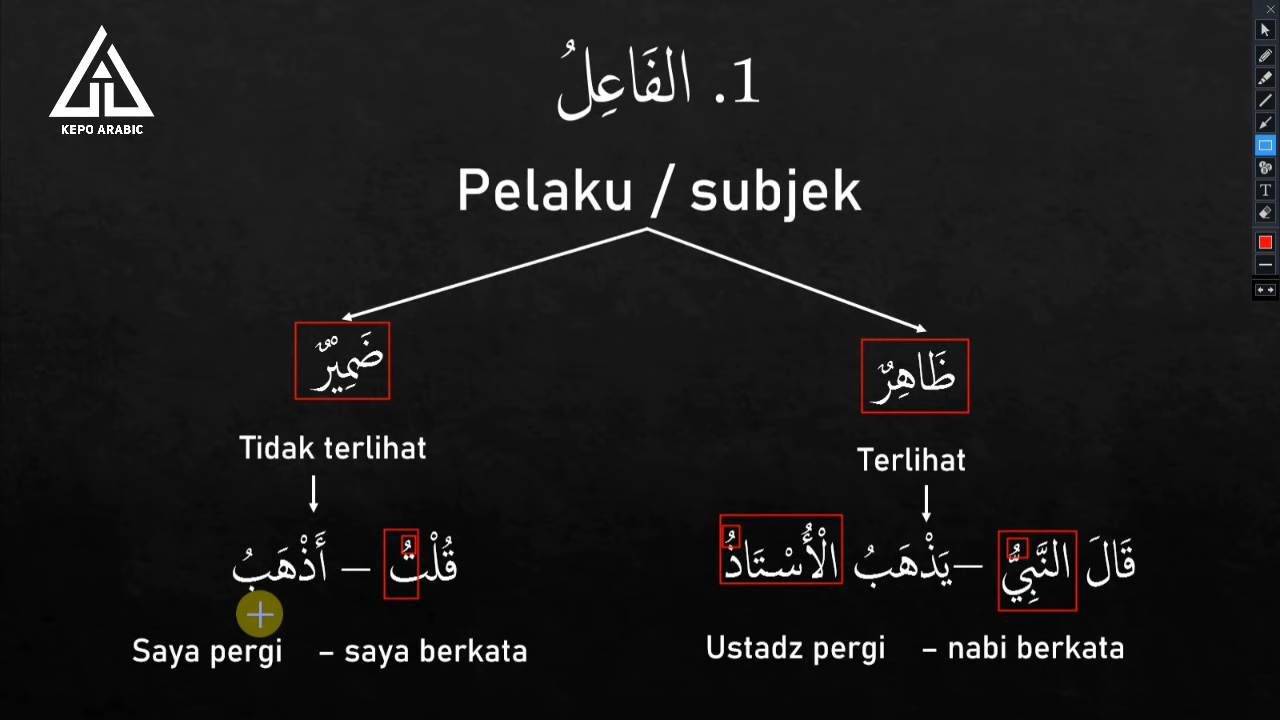 KEPO ARABIC
1. الفَاعِلُ
Pelaku / subjek
ضَمِيْرٌ
ظَاهِرٌ
Tidak terlihat
Terlihat
قُلْتُ – أَذْهَبُ
قَالَ النَّبِيُّ – يَذْهَبُ الْأُسْتَاذُ
Saya pergi – saya berkata
Ustadz pergi – nabi berkata